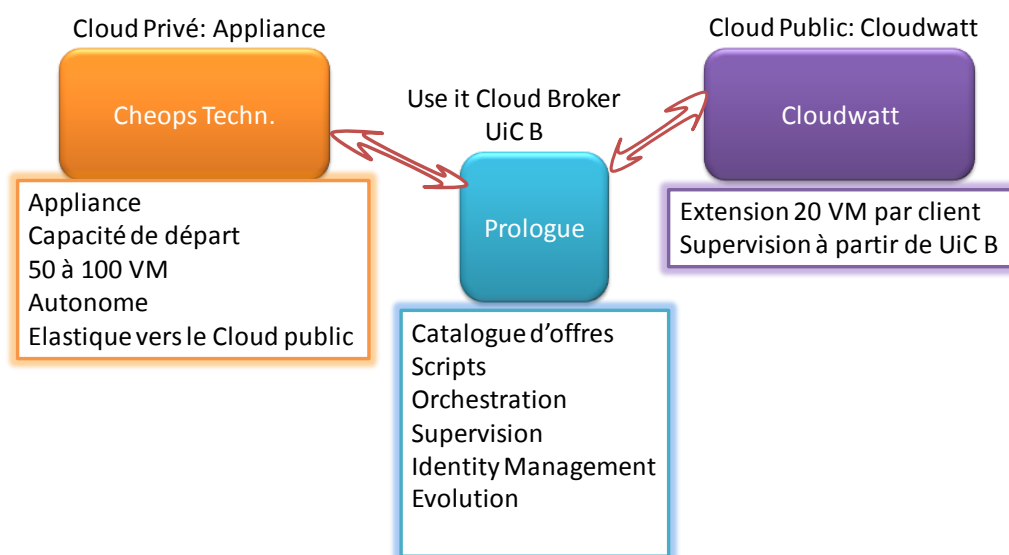 Cloud Privé: Appliance
Cheops Techn.
Appliance
Capacité de départ
50 à 100 VM
Autonome
Elastique vers le Cloud public
Use it Cloud Broker
UiC B
Prologue
Catalogue d’offres
Scripts
Orchestration
Supervision
Identity Management
Evolution
Cloud Public: Cloudwatt
Cloudwatt
Extension 20 VM par client
Supervision à partir de UiC B